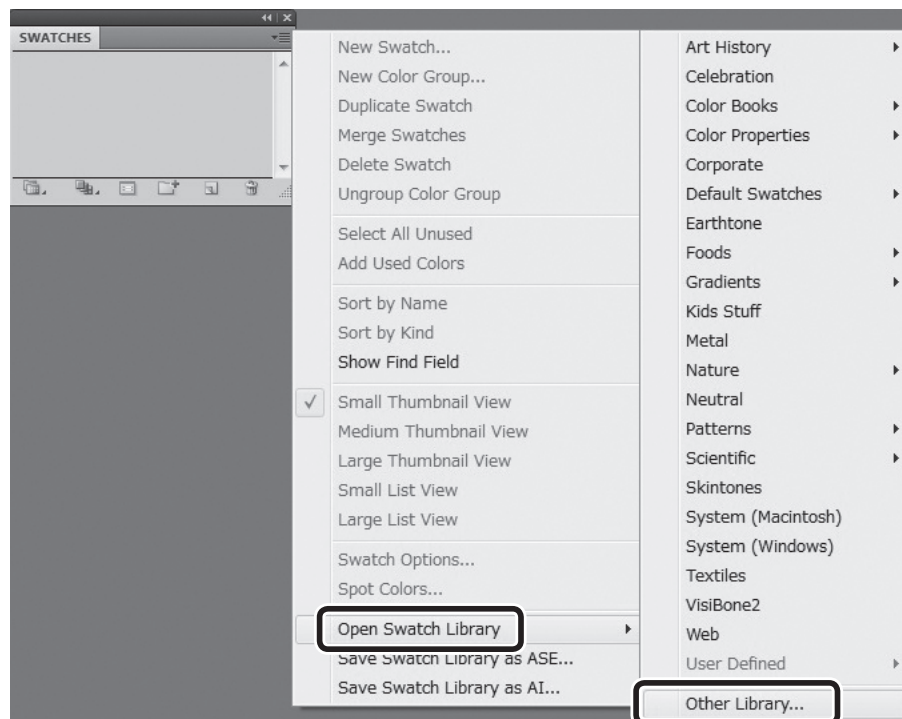 SWATCHES
New Swatch...
New Color Group...
Duplicate Swatch
Merge Swatches
Delete Swatch
Ungroup Color Group
Select All Unused
Add Used Colors
Sort by Name
Sort by Kind
Show Find Field
Small Thumbnail View
Medium Thumbnail View
Large Thumbnail View
Small List View
Large List View
Swatch Options...
Spot Colors...
Open Swatch Library
Save Swatch Library as ASE...
Save Swatch Library as AI...
Art History
Celebration
Color Books
Color Properties
Corporate
Default Swatches
Earthtone
Foods
Gradients
Kids Stuff
Metal
Nature
Neutral
Patterns
Scientific
Skintones
System (Macintosh)
System (Windows)
Textiles
VisiBone2
Web
User Defined
Other Library...